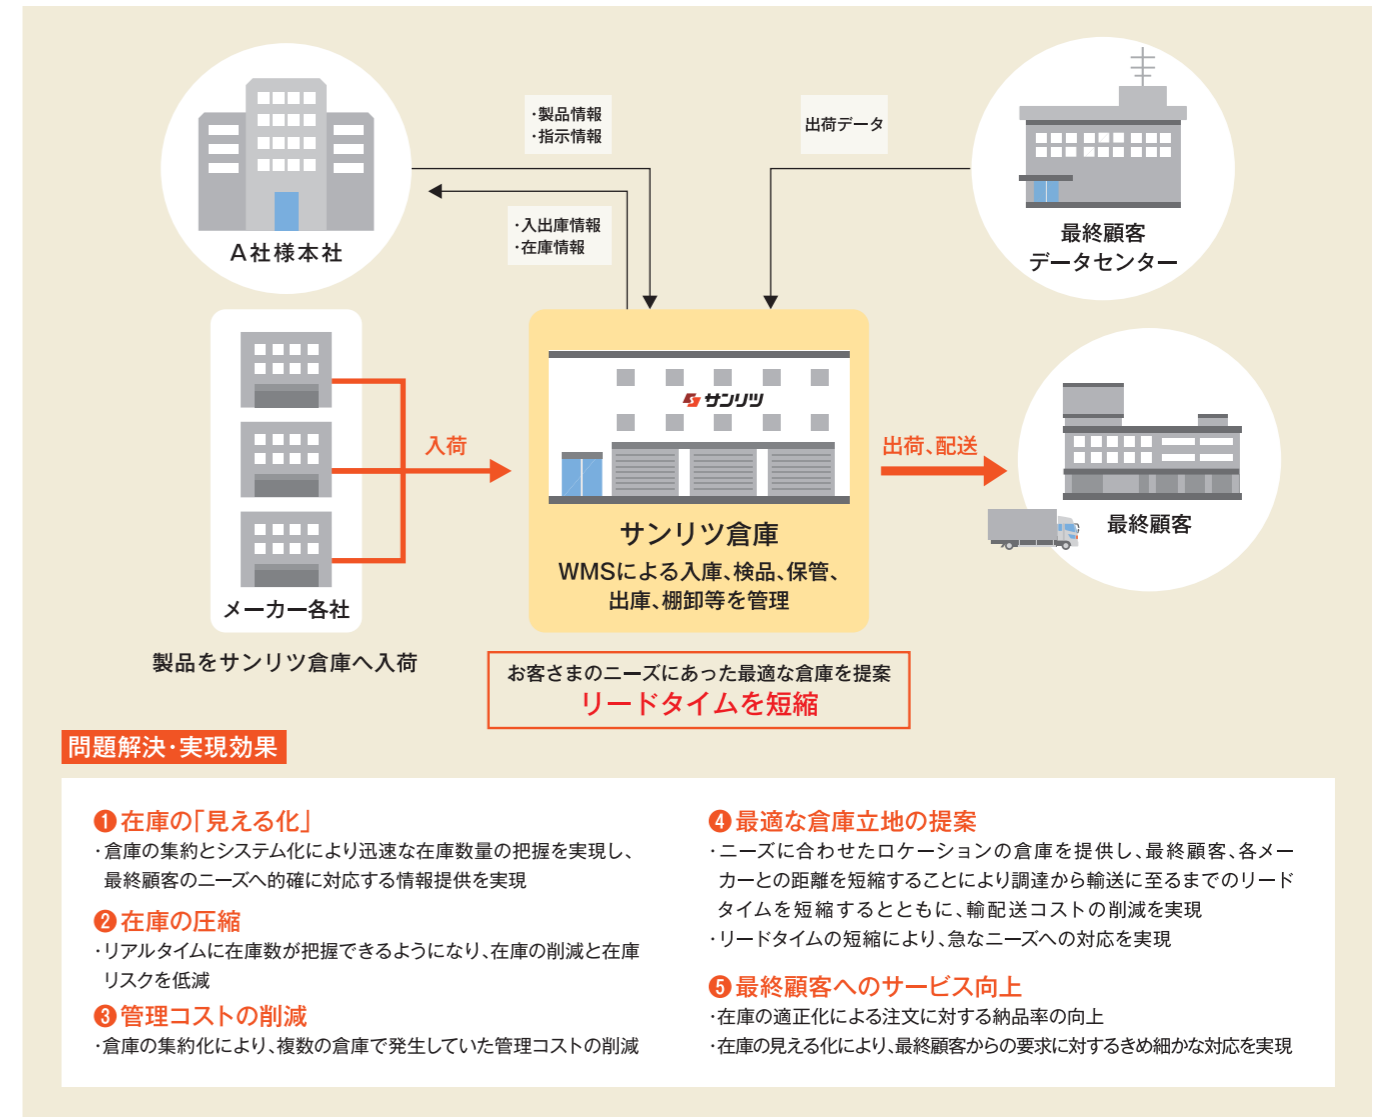 A社様本社
・製品情報
・指示情報
・入出庫情報
・在庫情報
出荷データ
最終顧客
データセンター
メーカー各社
製品をサンリツ倉庫へ入荷
入荷
サンリツ
サンリツ倉庫
WMSによる入庫、検品、保管、
出庫、棚卸等を管理
出荷、配送
最終顧客
お客さまのニーズにあった最適な倉庫を提案
リードタイムを短縮
問題解決・実現効果
❶在庫の「見える化」
・倉庫の集約とシステム化により迅速な在庫数量の把握を実現し、
最終顧客のニーズへ的確に対応する情報提供を実現
❷在庫の圧縮
・リアルタイムに在庫数が把握できるようになり、在庫の削減と在庫
リスクを低減
❸管理コストの削減
・倉庫の集約化により、複数の倉庫で発生していた管理コストの削減
❹最適な倉庫立地の提案
・ニーズに合わせたロケーションの倉庫を提供し、最終顧客、各メー
カーとの距離を短縮することにより調達から輸送に至るまでのリード
タイムを短縮するとともに、輸配送コストの削減を実現
・リードタイムの短縮により、急なニーズへの対応を実現
❺最終顧客へのサービス向上
・在庫の適正化による注文に対する納品率の向上
・在庫の見える化により、最終顧客からの要求に対するきめ細かな対応を実現